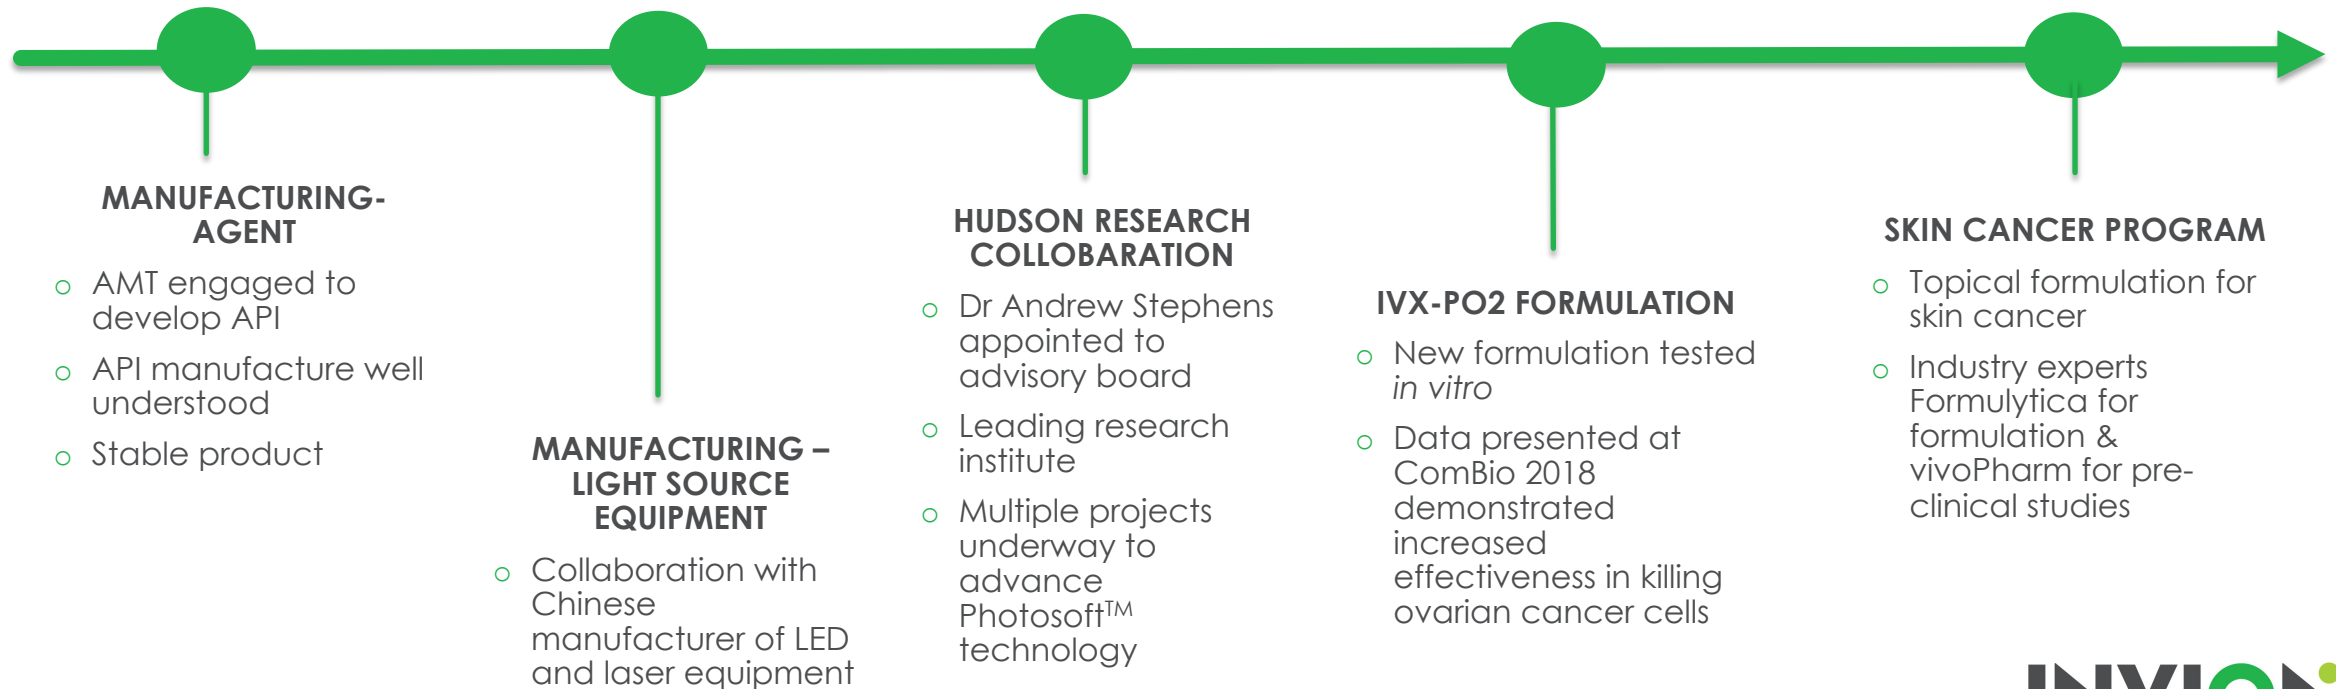 MANUFACTURING-
AGENT
o AMT engaged to
develop API
o API manufacture well
understood
o Stable product
MANUFACTURING –
LIGHT SOURCE
EQUIPMENT
o Collaboration with
Chinese
manufacturer of LED
and laser equipment
HUDSON RESEARCH
COLLOBARATION
o Dr Andrew Stephens
appointed to
advisory board
o Leading research
institute
o Multiple projects
underway to
advance
Photosoft™
technology
IVX-PO2 FORMULATION
o New formulation tested
in vitro
o Data presented at
ComBio 2018
demonstrated
increased
effectiveness in killing
ovarian cancer cells
SKIN CANCER PROGRAM
o Topical formulation for
skin cancer
o Industry experts
Formulytica for
formulation &
vivoPharm for pre-
clinical studies
INVION